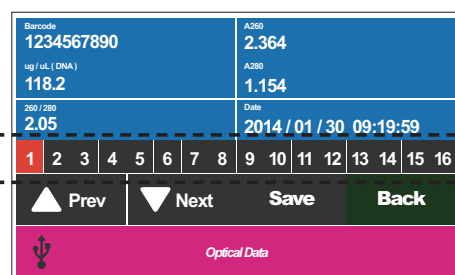 Barcode
1234567890
A260
2.364
ug / uL ( DNA )
118.2
A280
1.154
260 / 280
2.05
Date
2014 / 01 / 30 09:19:59
1 2 3 4 5 6 7 8 9 10 11 12 13 14 15 16
Prev Next Save Back
Optical Data